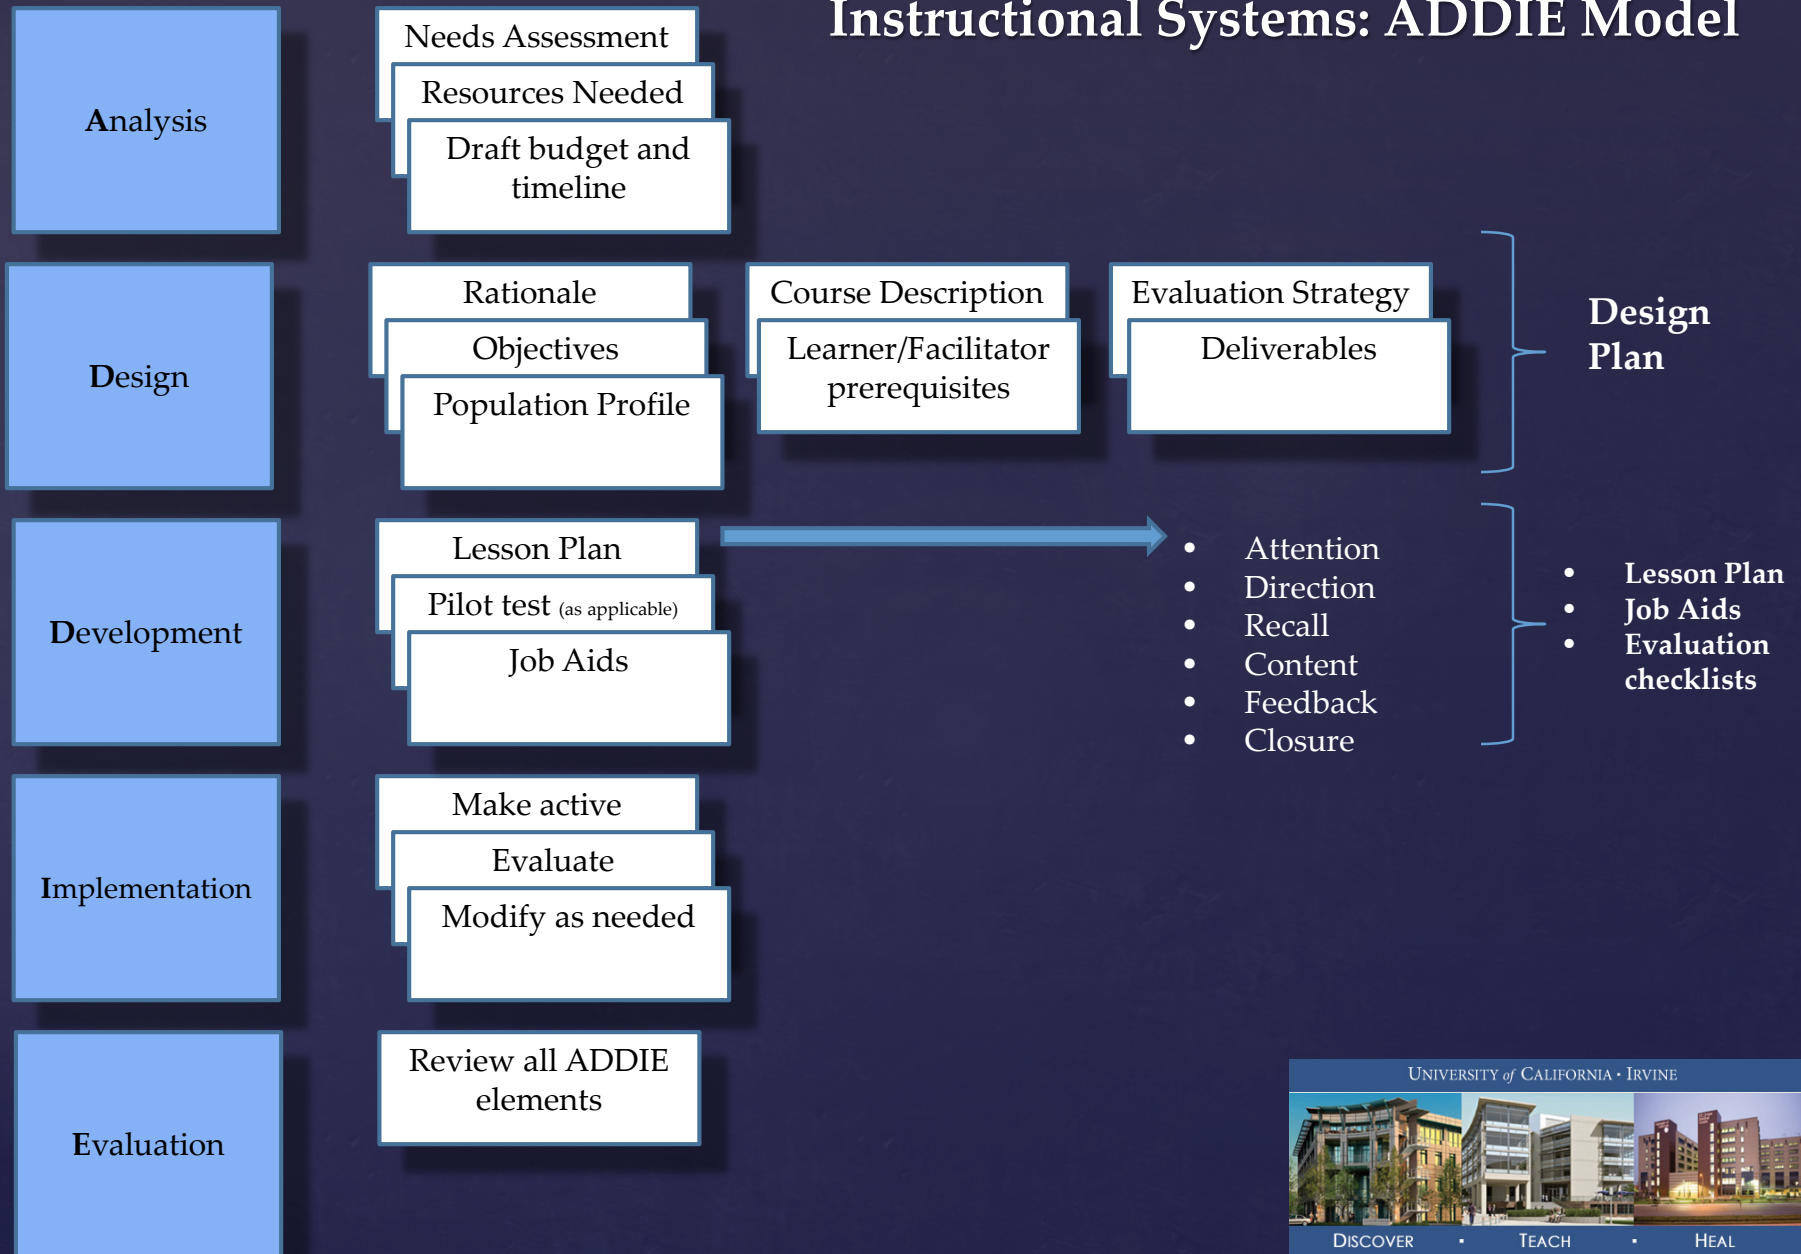 Instructional Systems: ADDIE Model
Analysis
Needs Assessment
Resources Needed
Draft budget and
timeline
Design
Rationale
Objectives
Population Profile
Course Description
Learner/Facilitator
prerequisites
Evaluation Strategy
Deliverables
Design
Plan
Development
Lesson Plan
Pilot test (as applicable)
Job Aids
• Attention
• Direction
• Recall
• Content
• Feedback
• Closure
• Lesson Plan
• Job Aids
• Evaluation
checklists
Implementation
Make active
Evaluate
Modify as needed
Evaluation
Review all ADDIE
elements
UNIVERSITY of CALIFORNIA • IRVINE
DISCOVER ▪ TEACH ▪ HEAL